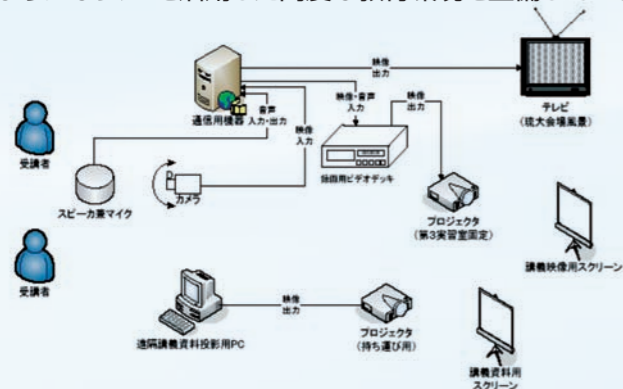 映像
出力
テレビ
(琉大会場風景)
通信用機器
音声
入力・出力
映像
入力
映像・音声
入力
映像
出力
録画用ビデオデッキ
受講者
スピーカ兼マイク
カメラ
プロジェクタ
(第3実習室固定)
講義映像用スクリーン
受講者
遠隔講義資料投影用PC
映像
出力
プロジェクタ
(持ち運び用)
講義資料用
スクリーン